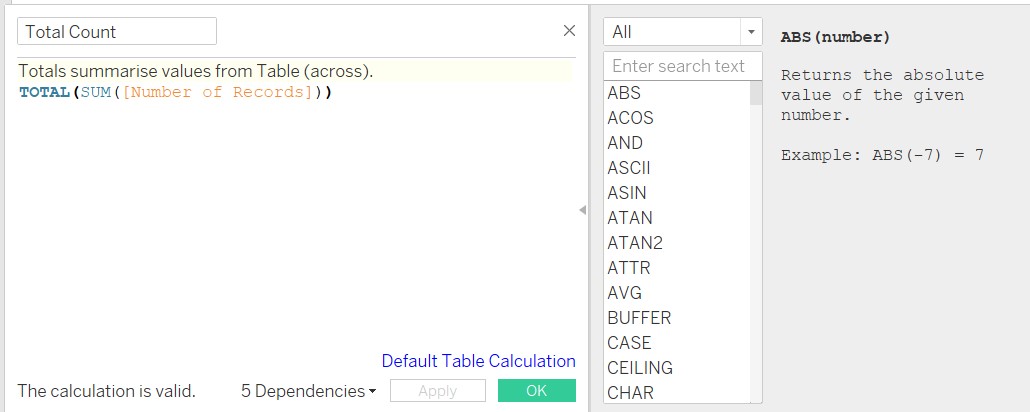 Total Count
Totals summarise values from Table (across).
TOTAL(SUM([Number of Records]))
Default Table Calculation
The calculation is valid.
5 Dependencies
Apply
OK
All
Enter search text
ABS
ACOS
AND
ASCII
ASIN
ATAN
ATAN2
ATTR
AVG
BUFFER
CASE
CEILING
CHAR
ABS(number)
Returns the absolute
value of the given
number.
Example: ABS(-7) = 7